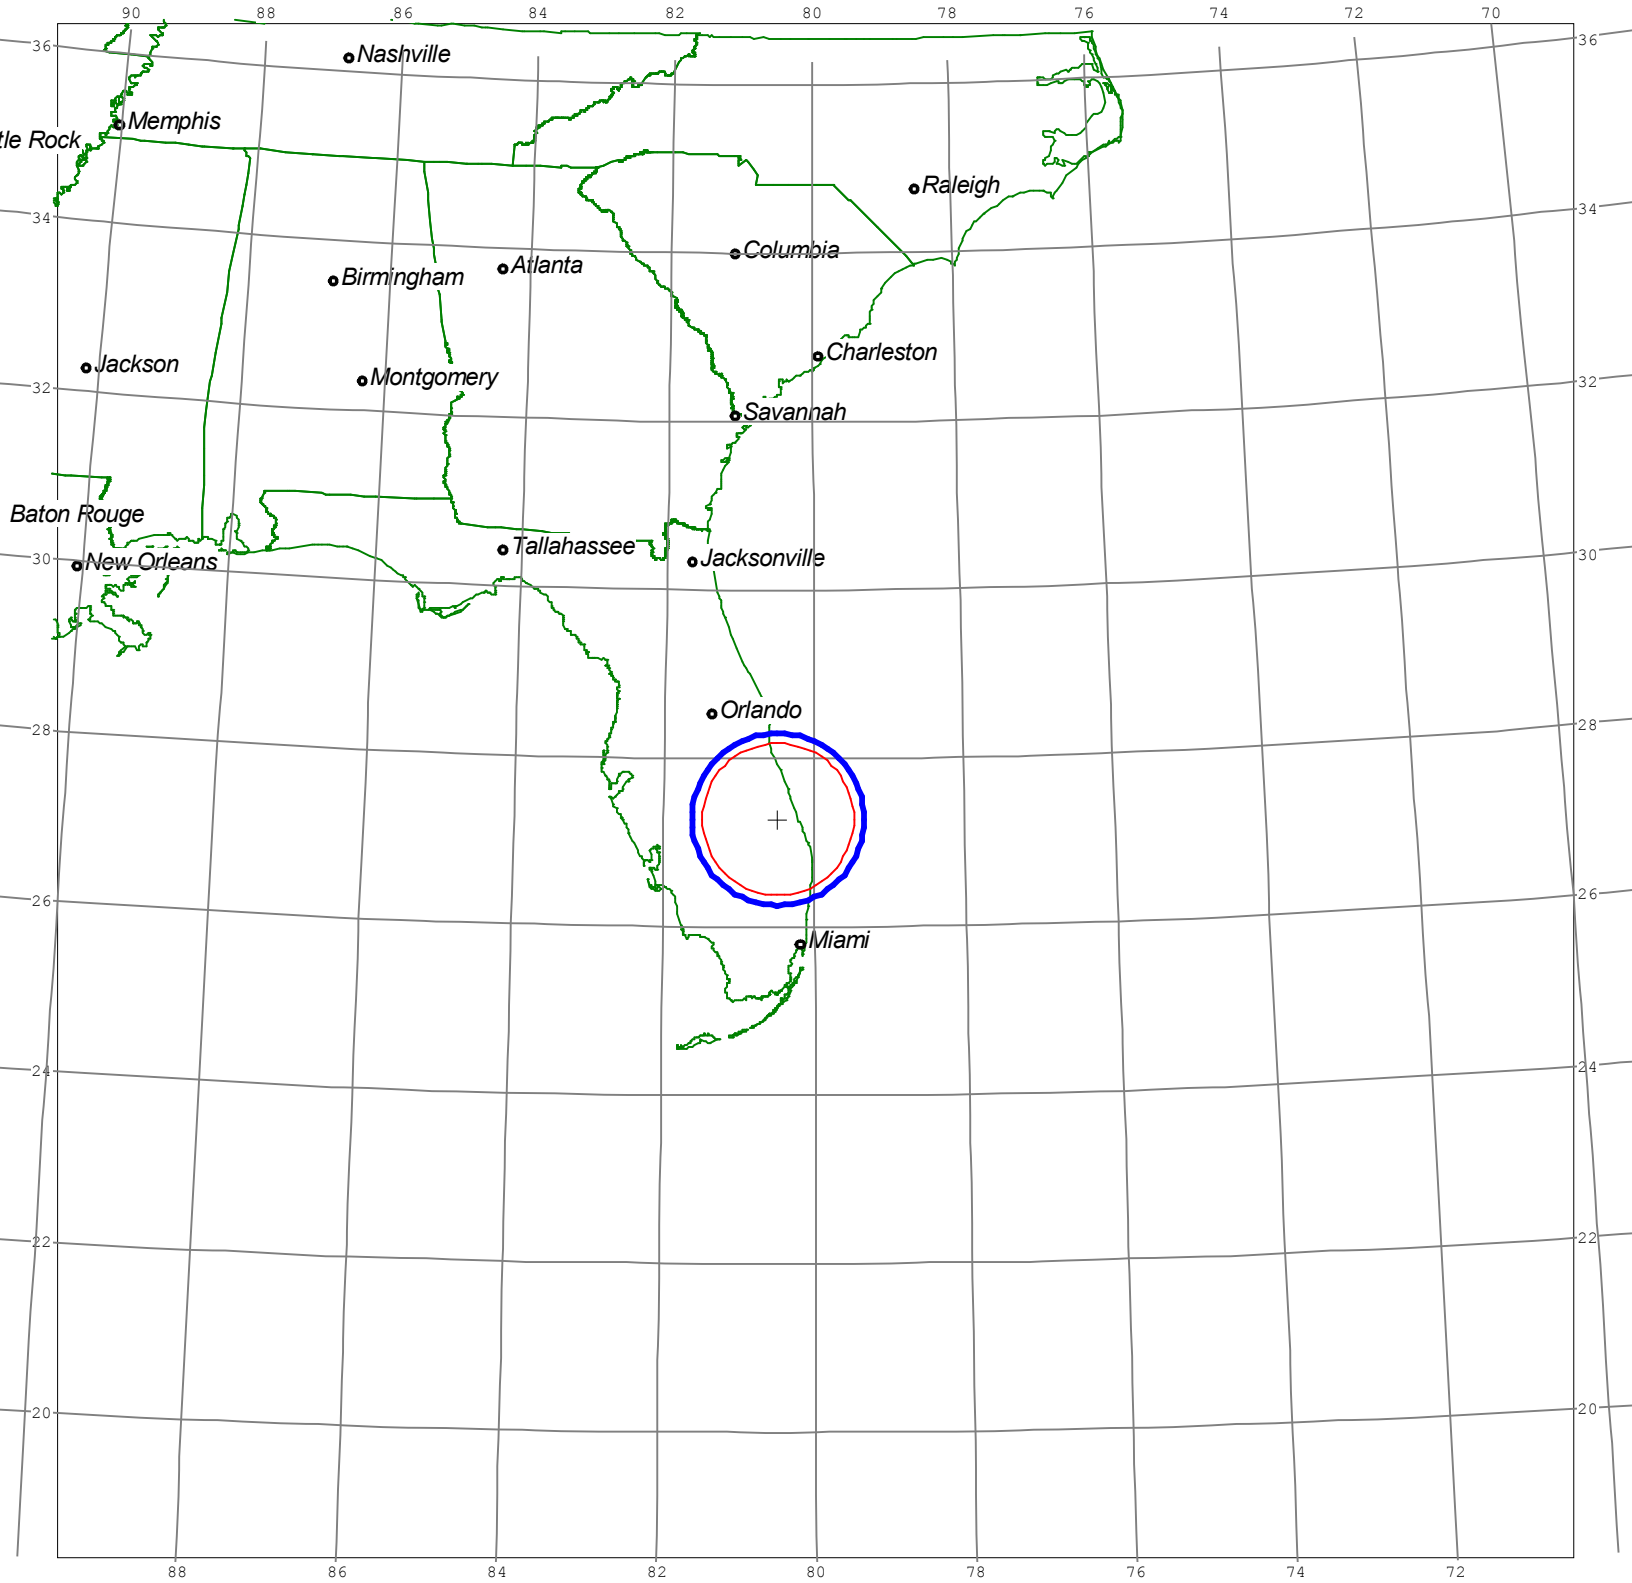 90 88 86 84 82 80 78 76 74 72 70
36 36
Nashville
Memphis
tle Rock
Raleigh
34 34
Columbia
Atlanta
Birmingham
Charleston
Jackson
Montgomery
32 32
Savannah
Baton Rouge
Tallahassee
30 30
Jacksonville
New Orleans
Orlando
28 28
26 26
Miami
24 24
22 22
20 20
88 86 84 82 80 78 76 74 72